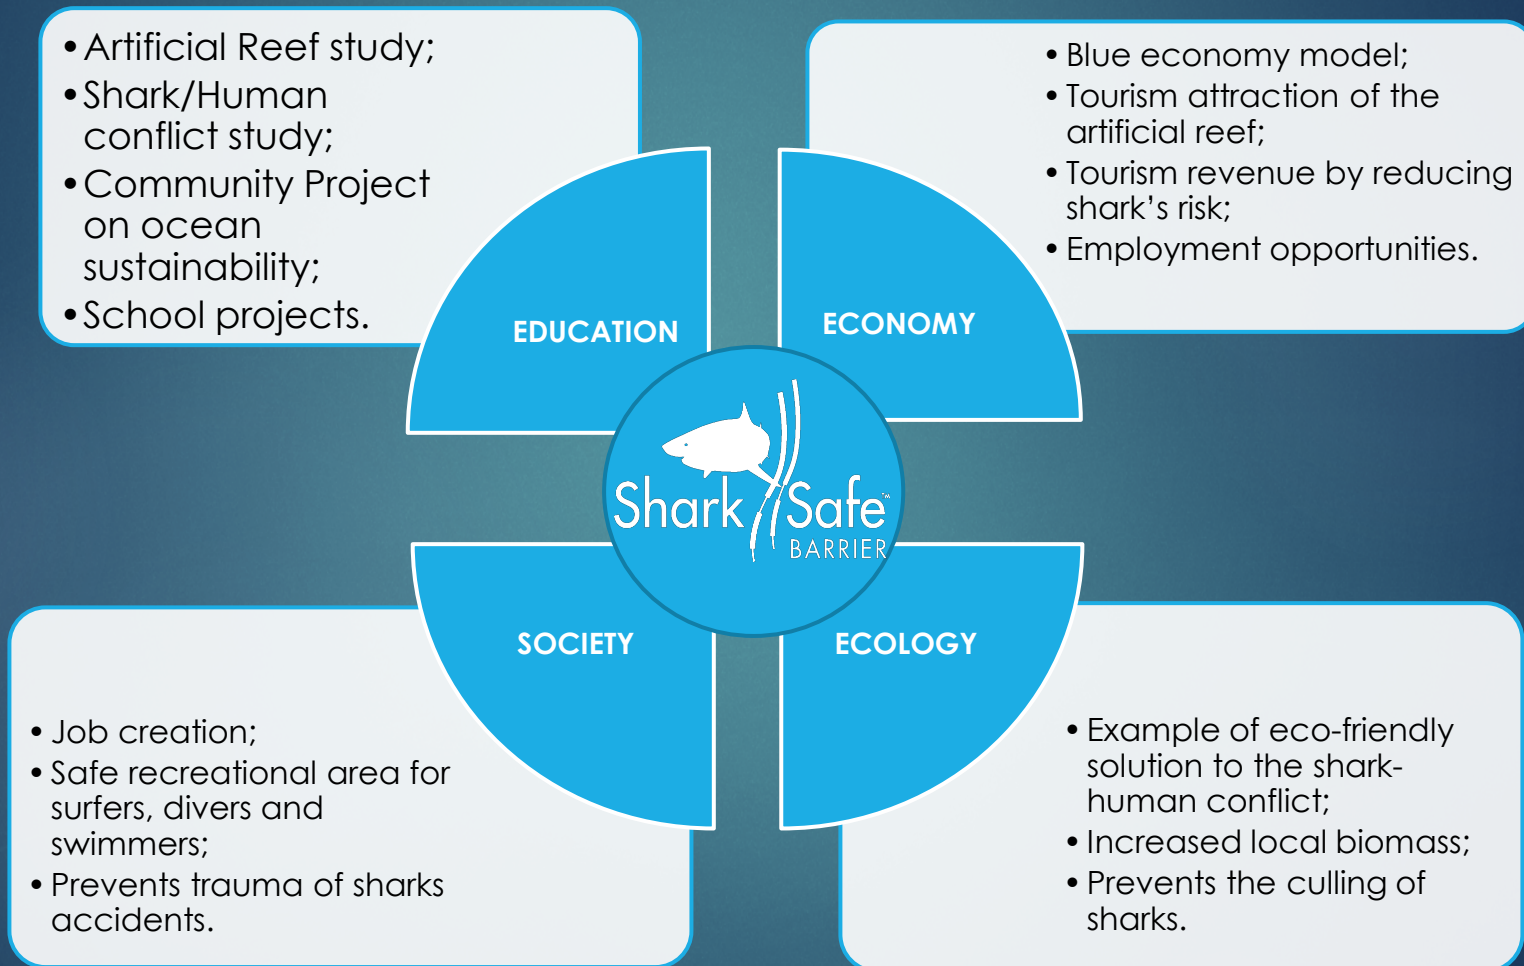 • Artificial Reef study;
• Shark/Human
conflict study;
• Community Project
on ocean
sustainability;
• School projects.
EDUCATION
• Blue economy model;
• Tourism attraction of the
artificial reef;
• Tourism revenue by reducing
shark’s risk;
• Employment opportunities.
ECONOMY
Shark Safe™
BARRIER
SOCIETY
• Job creation;
• Safe recreational area for
surfers, divers and
swimmers;
• Prevents trauma of sharks
accidents.
ECOLOGY
• Example of eco-friendly
solution to the shark-
human conflict;
• Increased local biomass;
• Prevents the culling of
sharks.